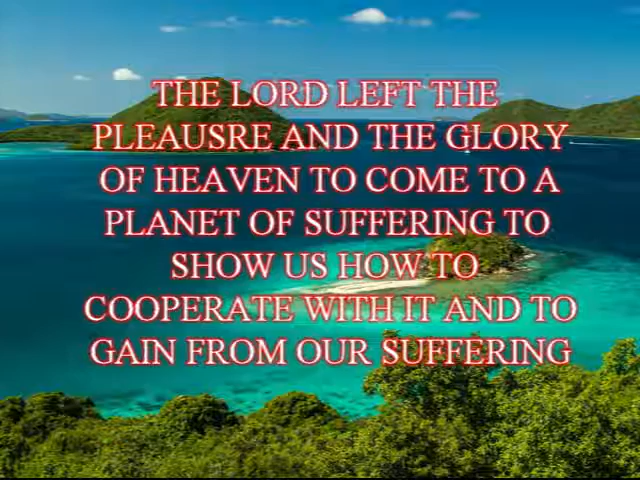 THE LORD LEFT THE
PLEAUSRE AND THE GLORY
OF HEAVEN TO COME TO A
PLANET OF SUFFERING TO
SHOW US HOW TO
COOPERATE WITH IT AND TO
GAIN FROM OUR SUFFERING